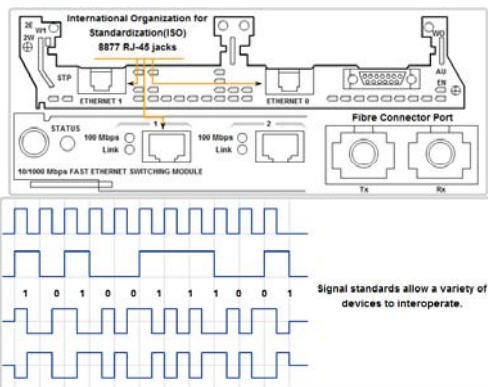 International Organization for
Standardization(ISO)
8877 RJ-45 jacks
2E
2W
W1
WO
STP
AU
EN
ETHERNET 1
ETHERNET 0
STATUS
1
2
100 Mbps
Link
100 Mbps
Link
Fibre Connector Port
Tx
Rx
10/1000 Mbps FAST ETHERNET SWITCHING MODULE
1 0 1 0 0 1 1 1 0 0 1
Signal standards allow a variety of
devices to interoperate.